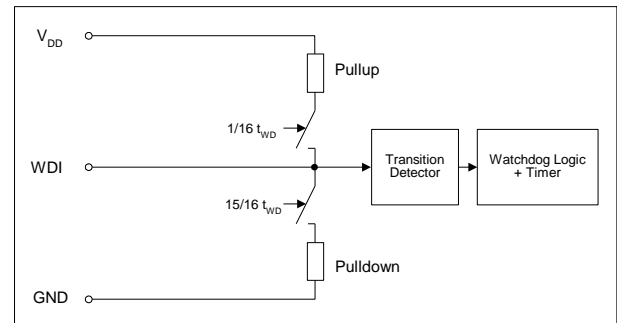 VDD
Pullup
1/16 tWD
WDI
Transition
Detector
Watchdog Logic
+ Timer
15/16 tWD
Pulldown
GND